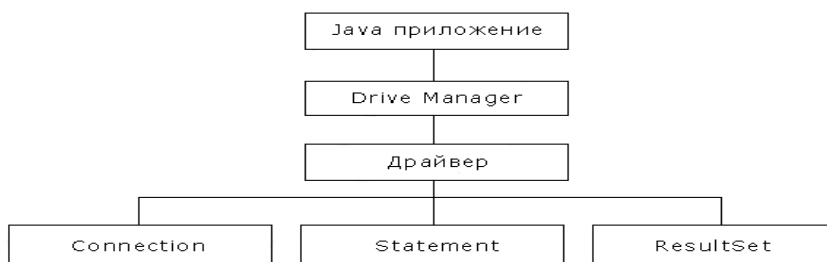 Java приложение
Drive Manager
Драйвер
Connection
Statement
ResultSet